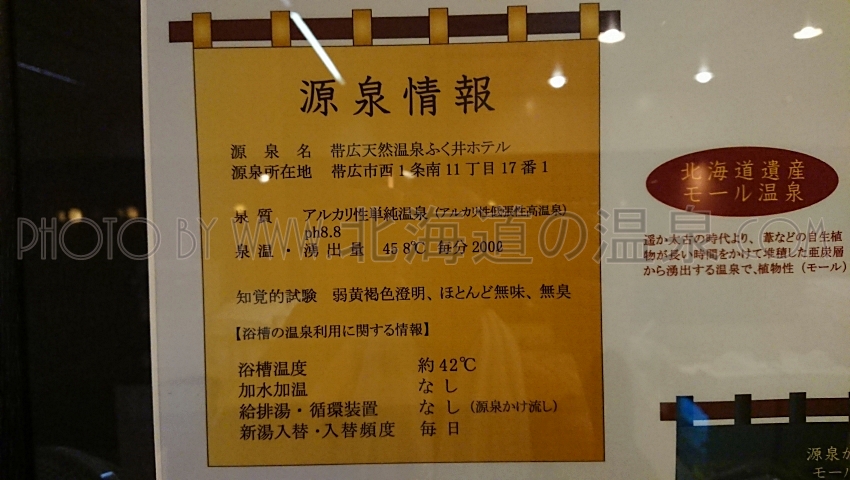 源泉情報
源泉名 帯広天然温泉ふく井ホテル
源泉所在地 帯広市西1条南11丁目17番1
泉質 アルカリ性単純温泉(アルカリ性低張性高温泉)
ph8.8
泉温・湧出量 45.8℃ 毎分200ℓ
知覚的試験 弱黄褐色澄明、ほとんど無味、無臭
【浴槽の温泉利用に関する情報】
浴槽温度 約42℃
加水加温 なし
給排湯・循環装置 なし(源泉かけ流し)
新湯入替・入替頻度 毎日
北海道遺産
モール温泉
遥か太古の時代より、葦などの自生植
物が長い時間をかけて堆積した亜炭層
から湧出する温泉で、植物性(モール)
源泉か
モー
PHOTO BY WWW.北海道の温泉.COM